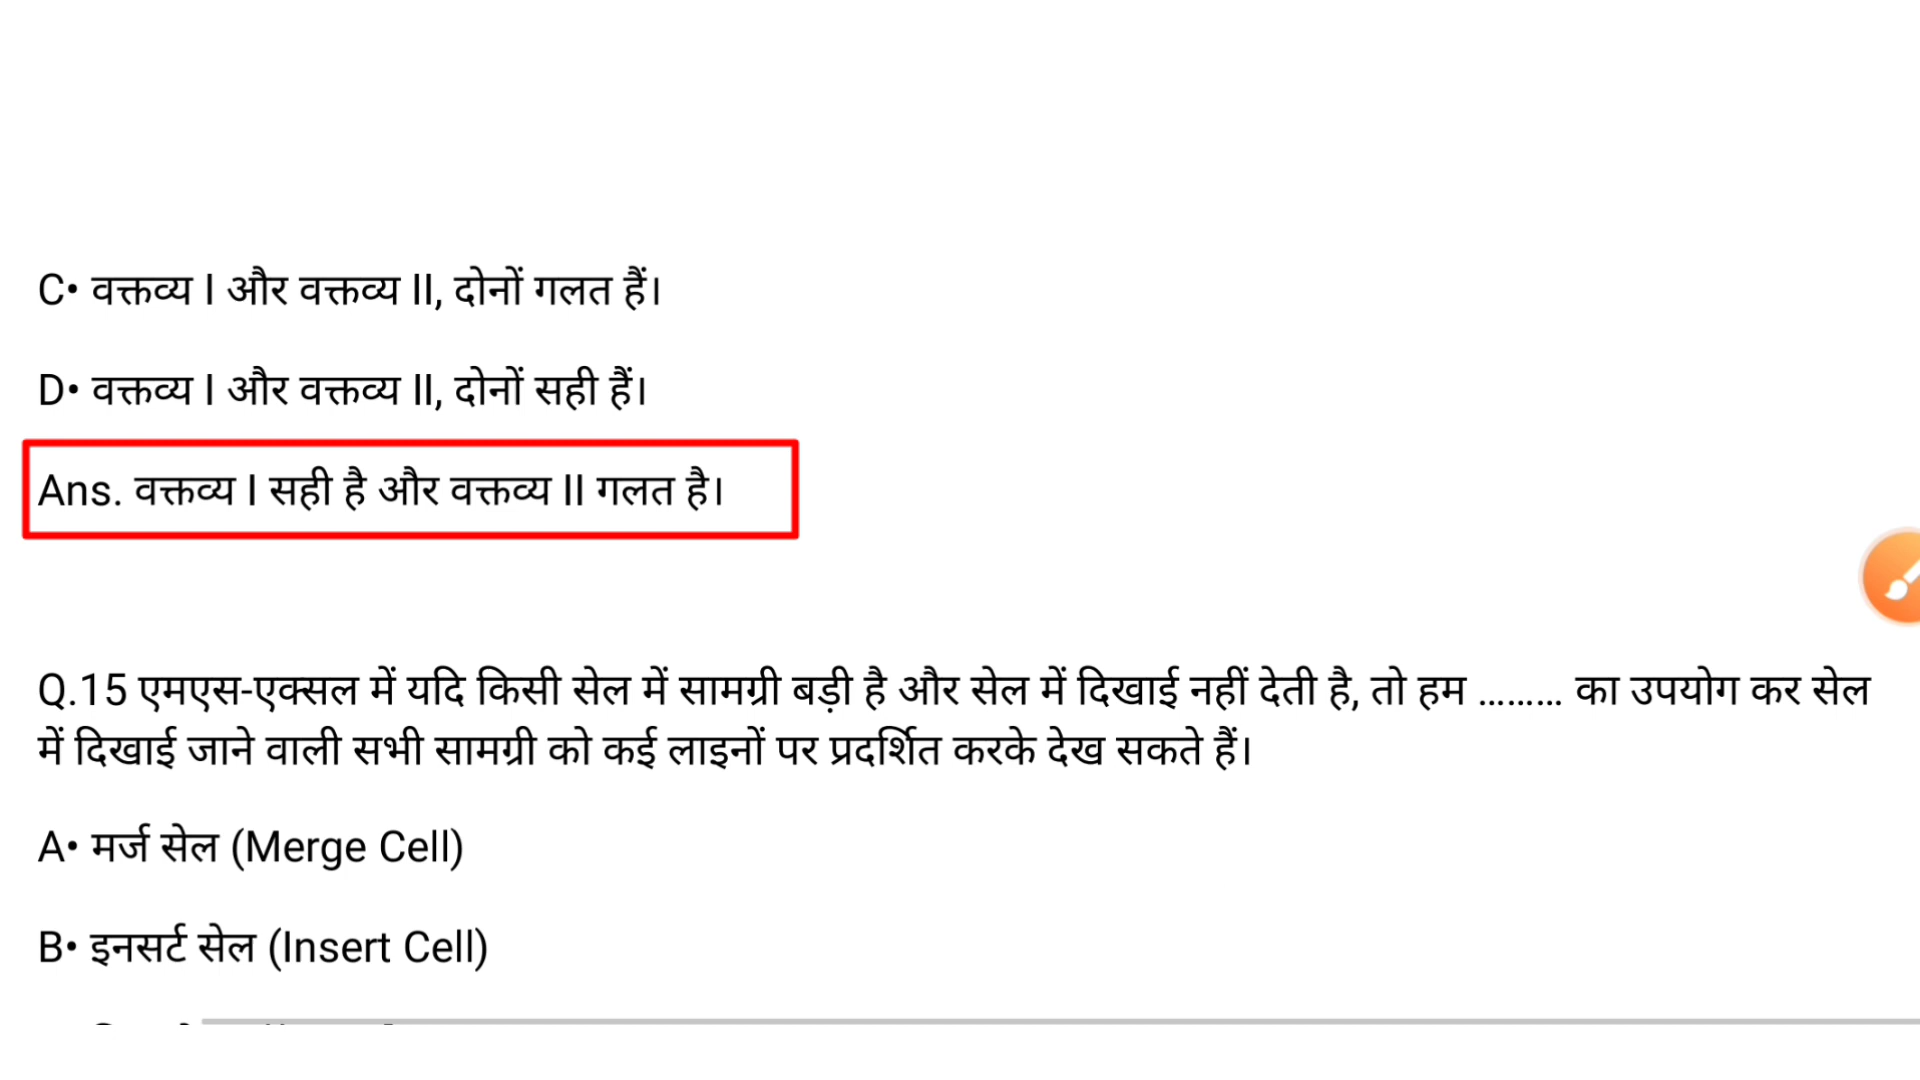 C• वक्तव्य I और वक्तव्य II, दोनों गलत हैं।
D• वक्तव्य I और वक्तव्य II, दोनों सही हैं।
Ans. वक्तव्य I सही है और वक्तव्य II गलत है।
Q.15 एमएस-एक्सल में यदि किसी सेल में सामग्री बड़ी है और सेल में दिखाई नहीं देती है, तो हम ......... का उपयोग कर सेल
में दिखाई जाने वाली सभी सामग्री को कई लाइनों पर प्रदर्शित करके देख सकते हैं।
A• मर्ज सेल (Merge Cell)
B• इनसर्ट सेल (Insert Cell)